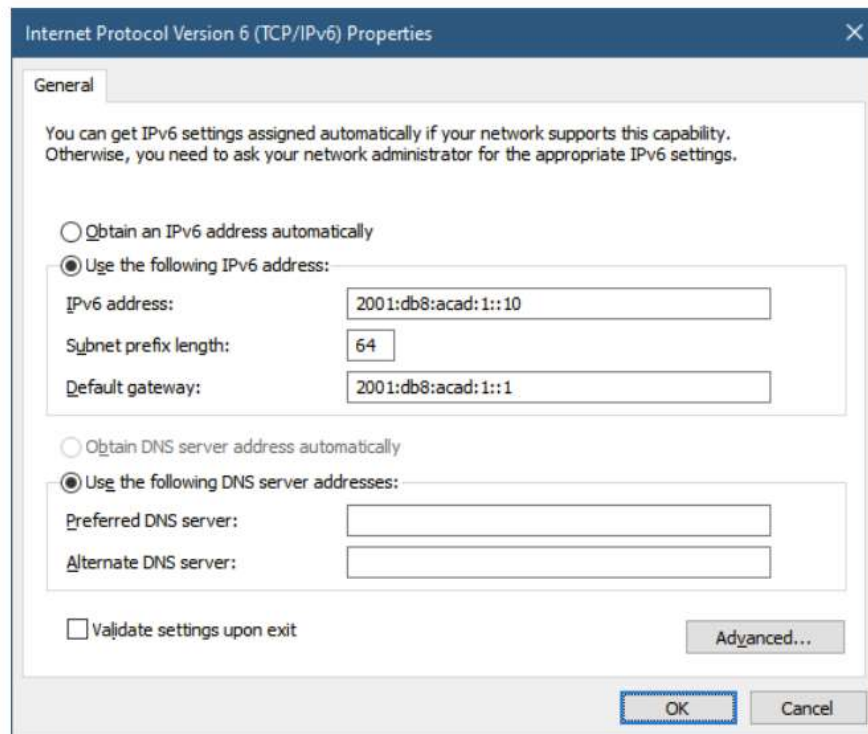 Internet Protocol Version 6 (TCP/IPv6) Properties
General
You can get IPv6 settings assigned automatically if your network supports this capability.
Otherwise, you need to ask your network administrator for the appropriate IPv6 settings.
Obtain an IPv6 address automatically
Use the following IPv6 address:
IPv6 address: 2001:db8:acad:1::10
Subnet prefix length: 64
Default gateway: 2001:db8:acad:1::1
Obtain DNS server address automatically
Use the following DNS server addresses:
Preferred DNS server:
Alternate DNS server:
Validate settings upon exit
Advanced...
OK Cancel